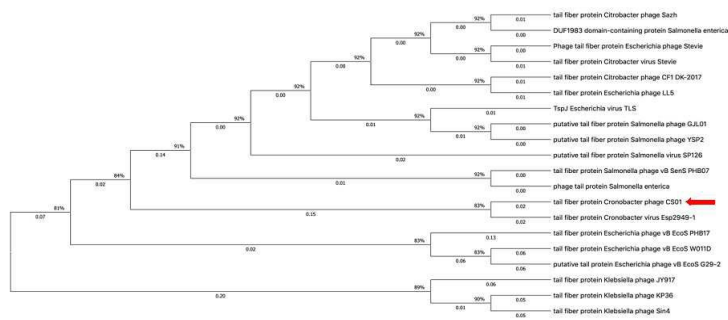 tail fiber protein Citrobacter phage Sazh
DUF1983 domain-containing protein Salmonella enterica
Phage tail fiber protein Escherichia phage Stevie
tail fiber protein Citrobacter virus Stevie
tail fiber protein Citrobacter phage CF1 DK-2017
tail fiber protein Escherichia phage LL5
TspJ Escherichia virus TLS
putative tail fiber protein Salmonella phage GJL01
putative tail fiber protein Salmonella phage YSP2
putative tail fiber protein Salmonella virus SP126
tail fiber protein Salmonella phage vB SenS PHB07
phage tail protein Salmonella enterica
tail fiber protein Cronobacter phage CS01
tail fiber protein Cronobacter virus Esp2949-1
tail fiber protein Escherichia phage vB EcoS PHB17
tail fiber protein Escherichia phage vB EcoS W011D
putative tail protein Escherichia phage vB EcoS G29-2
tail fiber protein Klebsiella phage JY917
tail fiber protein Klebsiella phage KP36
tail fiber protein Klebsiella phage Sin4
92% 0.01
92% 0.00 0.00
92% 0.00
92% 0.00 0.01
0.08
92% 0.00
0.00 0.01
92% 0.01
0.00 92% 0.00
0.01 0.01 0.00
92% 0.00
91% 0.00
0.14 0.02
84% 92% 0.00
0.02 0.01 0.00
81% 83% 0.02
0.07 0.15 0.02
83% 0.13
0.02 83% 0.06
0.06 0.06
89% 0.06
0.20 90% 0.05
0.01 0.05